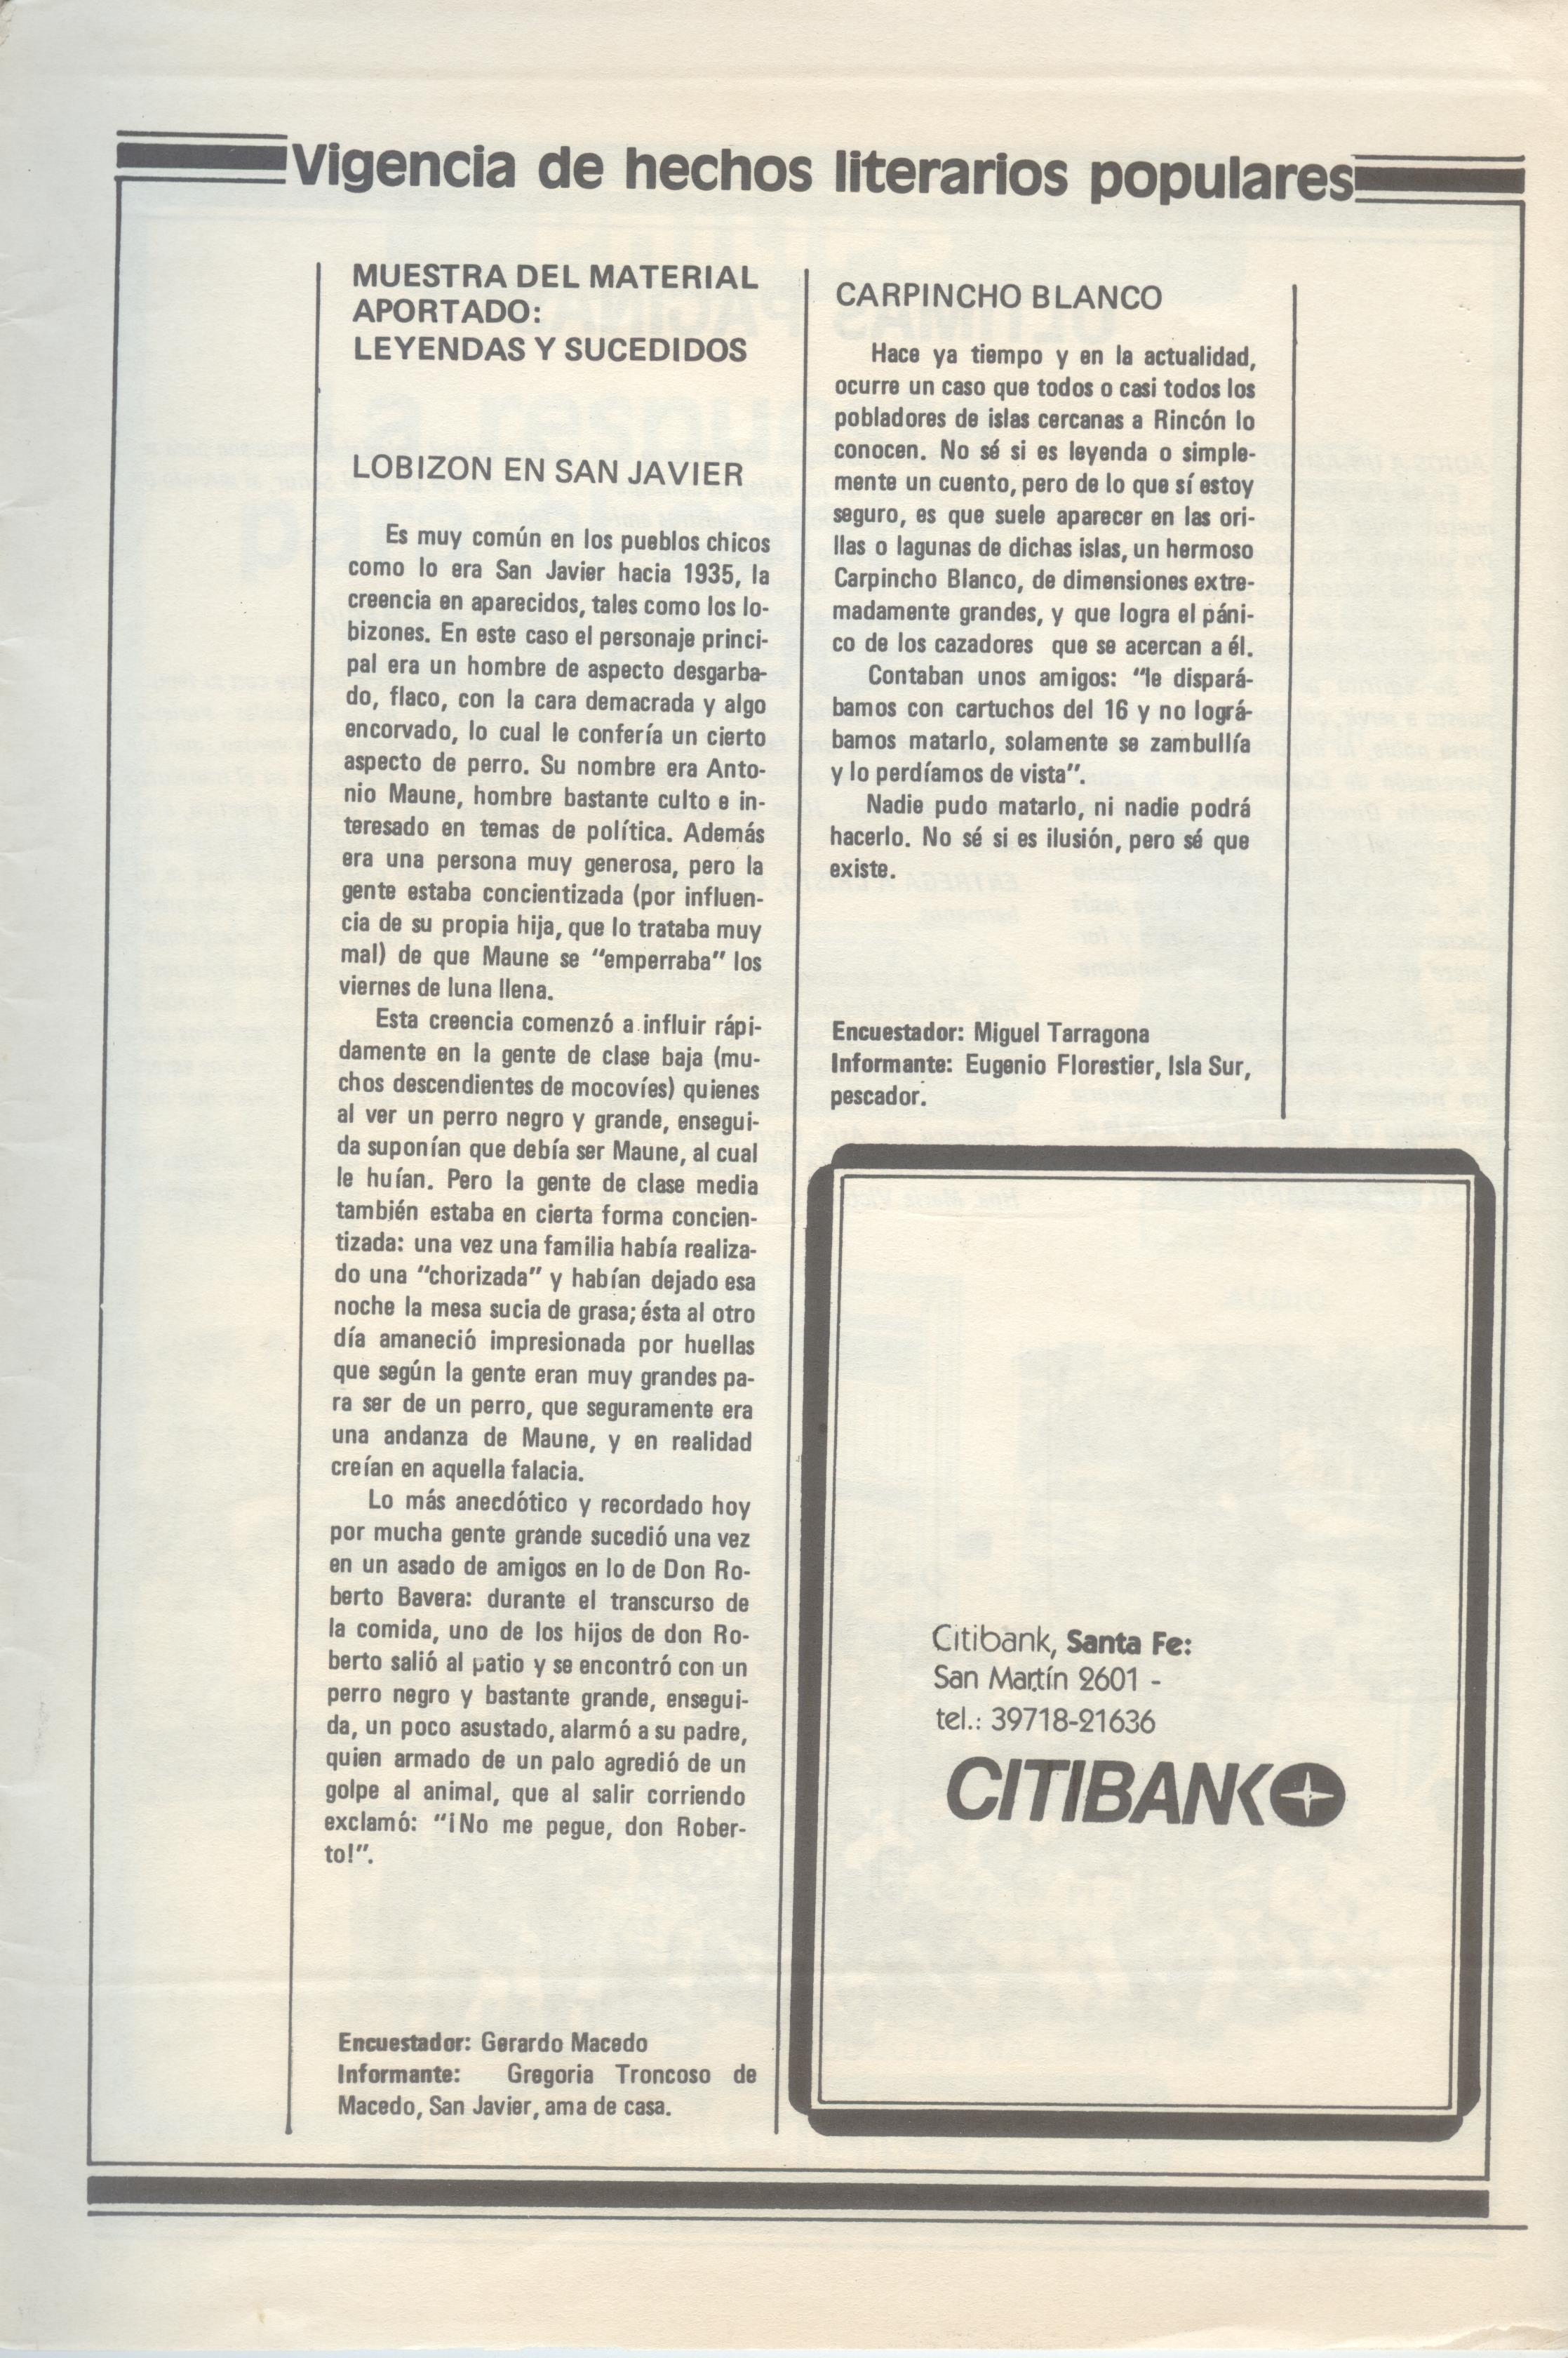 Vigencia de hechos literarios populares
MUESTRA DEL MATERIAL
APORTADO:
LEYENDAS Y SUCEDIDOS
LOBIZON EN SAN JAVIER
Es muy común en los pueblos chicos
como lo era San Javier hacia 1935, la
creencia en aparecidos, tales como los lo-
bizones. En este caso el personaje princi-
pal era un hombre de aspecto desgarba-
do, flaco, con la cara demacrada y algo
encorvado, lo cual le confería un cierto
aspecto de perro. Su nombre era Anto-
nio Maune, hombre bastante culto e in-
teresado en temas de política. Además
era una persona muy generosa, pero la
gente estaba concientizada (por influen-
cia de su propia hija, que lo trataba muy
mal) de que Maune se “emperraba” los
viernes de luna llena.
Esta creencia comenzó a influir rápi-
damente en la gente de clase baja (mu-
chos descendientes de mocovíes) quienes
al ver un perro negro y grande, ensegui-
da suponían que debía ser Maune, al cual
le huían. Pero la gente de clase media
también estaba en cierta forma concien-
tizada: una vez una familia había realiza-
do una “chorizada” y habían dejado esa
noche la mesa sucia de grasa; ésta al otro
día amaneció impresionada por huellas
que según la gente eran muy grandes pa-
ra ser de un perro, que seguramente era
una andanza de Maune, y en realidad
creían en aquella falacia.
Lo más anecdótico y recordado hoy
por mucha gente grande sucedió una vez
en un asado de amigos en lo de Don Ro-
berto Bavera: durante el transcurso de
la comida, uno de los hijos de don Ro-
berto salió al patio y se encontró con un
perro negro y bastante grande, ensegui-
da, un poco asustado, alarmó a su padre,
quien armado de un palo agredió de un
golpe al animal, que al salir corriendo
exclamó: “¡No me pegue, don Rober-
to!”.
Encuestador: Gerardo Macedo
Informante: Gregoria Troncoso de
Macedo, San Javier, ama de casa.
CARPINCHO BLANCO
Hace ya tiempo y en la actualidad,
ocurre un caso que todos o casi todos los
pobladores de islas cercanas a Rincón lo
conocen. No sé si es leyenda o simple-
mente un cuento, pero de lo que sí estoy
seguro, es que suele aparecer en las ori-
llas o lagunas de dichas islas, un hermoso
Carpincho Blanco, de dimensiones extre-
madamente grandes, y que logra el páni-
co de los cazadores que se acercan a él.
Contaban unos amigos: “le dispará-
bamos con cartuchos del 16 y no lográ-
bamos matarlo, solamente se zambullía
y lo perdíamos de vista”.
Nadie pudo matarlo, ni nadie podrá
hacerlo. No sé si es ilusión, pero sé que
existe.
Encuestador: Miguel Tarragona
Informante: Eugenio Florestier, Isla Sur,
pescador.
Citibank, Santa Fe:
San Martín 2601 -
tel.: 39718-21636
CITIBANK